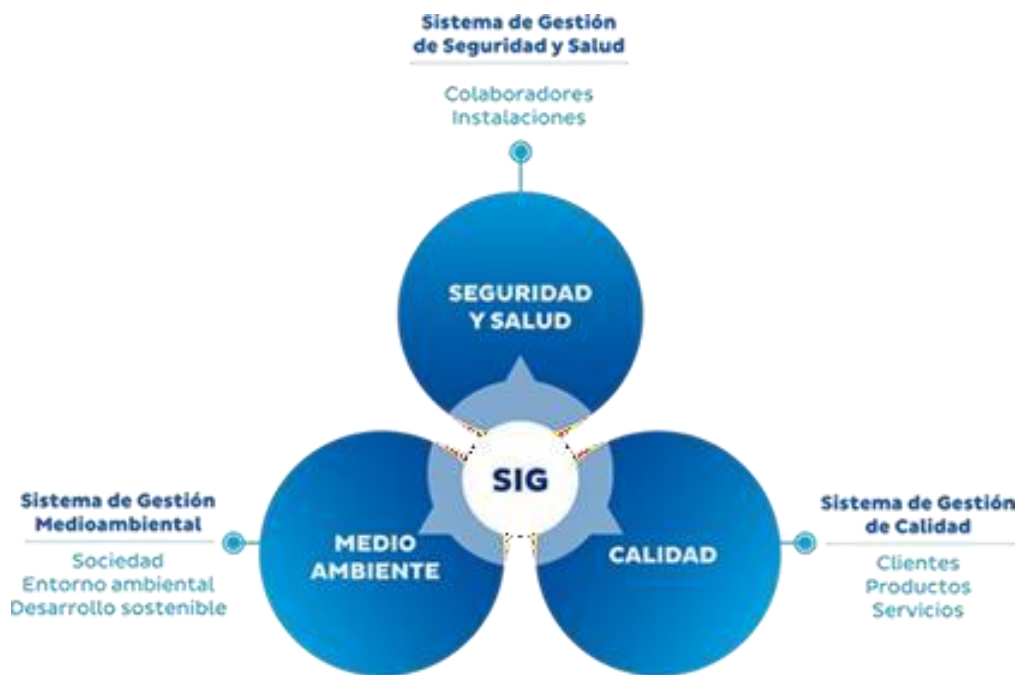 Sistema de Gestión
de Seguridad y Salud
Colaboradores
Instalaciones
SEGURIDAD
Y SALUD
SIG
Sistema de Gestión
Medioambiental
Sociedad
Entorno ambiental
Desarrollo sostenible
MEDIO
AMBIENTE
CALIDAD
Sistema de Gestión
de Calidad
Clientes
Productos
Servicios